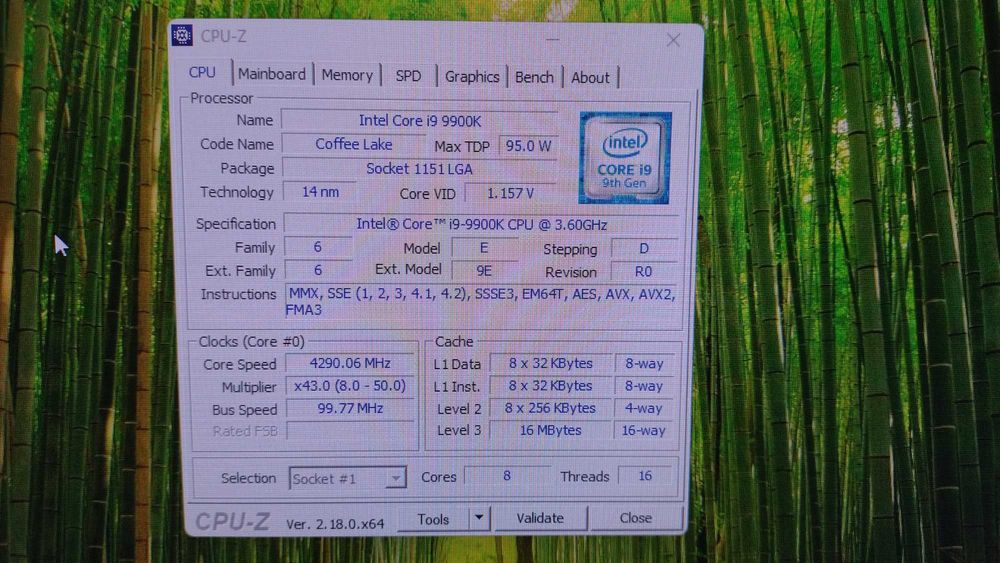 CPU-Z
CPU Mainboard Memory SPD Graphics Bench About
Processor
Name Intel Core i9 9900K
Code Name Coffee Lake Max TDP 95.0 W
Package Socket 1151 LGA
Technology 14 nm Core VID 1.157 V
intel
CORE i9
9th Gen
Specification Intel® Core™ i9-9900K CPU @ 3.60GHz
Family 6 Model E Stepping D
Ext. Family 6 Ext. Model 9E Revision R0
Instructions MMX, SSE (1, 2, 3, 4.1, 4.2), SSSE3, EM64T, AES, AVX, AVX2,
FMA3
Clocks (Core #0)
Core Speed 4290.06 MHz
Multiplier x43.0 (8.0 - 50.0)
Bus Speed 99.77 MHz
Rated FSB
Cache
L1 Data 8 x 32 KBytes 8-way
L1 Inst. 8 x 32 KBytes 8-way
Level 2 8 x 256 KBytes 4-way
Level 3 16 MBytes 16-way
Selection Socket #1 Cores 8 Threads 16
CPU-Z Ver. 2.18.0.x64 Tools Validate Close